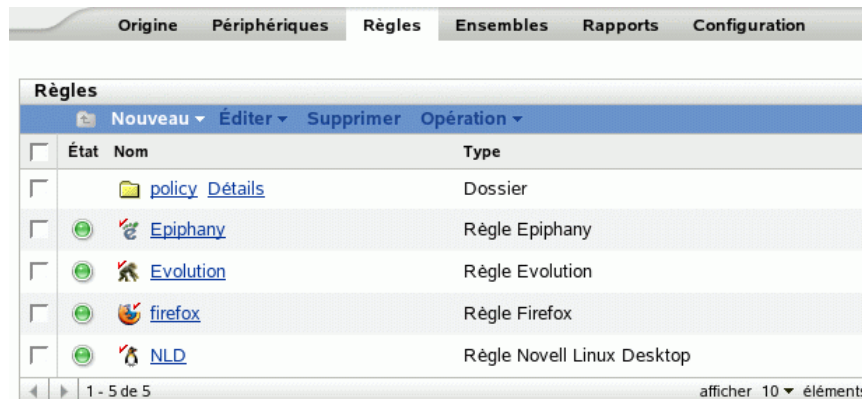 Origine Périphériques Règles Ensembles Rapports Configuration
Règles
Nouveau Éditer Supprimer Opération
État Nom Type
policy Détails Dossier
Epiphany Règle Epiphany
Evolution Règle Evolution
firefox Règle Firefox
NLD Règle Novell Linux Desktop
1 - 5 de 5 afficher 10 éléments